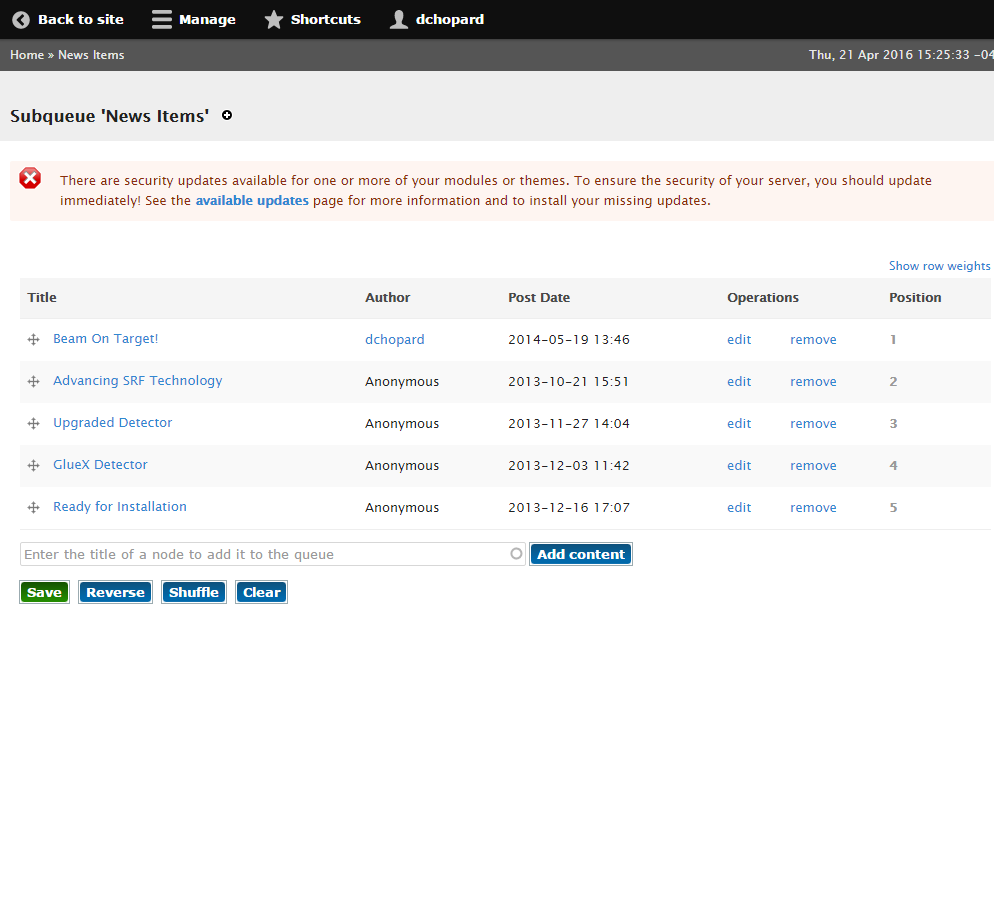 Back to site Manage Shortcuts dchopard
Home » News Items Thu, 21 Apr 2016 15:25:33 -04
Subqueue 'News Items'
There are security updates available for one or more of your modules or themes. To ensure the security of your server, you should update
immediately! See the available updates page for more information and to install your missing updates.
Show row weights
Title Author Post Date Operations Position
Beam On Target! dchopard 2014-05-19 13:46 edit remove 1
Advancing SRF Technology Anonymous 2013-10-21 15:51 edit remove 2
Upgraded Detector Anonymous 2013-11-27 14:04 edit remove 3
GlueX Detector Anonymous 2013-12-03 11:42 edit remove 4
Ready for Installation Anonymous 2013-12-16 17:07 edit remove 5
Enter the title of a node to add it to the queue Add content
Save Reverse Shuffle Clear